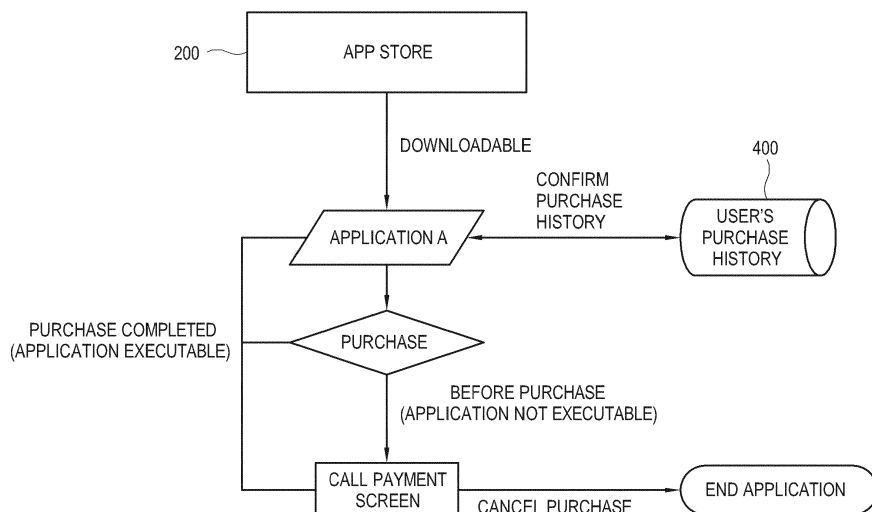 200
APP STORE
DOWNLOADABLE
400
CONFIRM
PURCHASE
HISTORY
USER'S
PURCHASE
HISTORY
APPLICATION A
PURCHASE COMPLETED
(APPLICATION EXECUTABLE)
PURCHASE
BEFORE PURCHASE
(APPLICATION NOT EXECUTABLE)
CALL PAYMENT
SCREEN
CANCEL PURCHASE
END APPLICATION